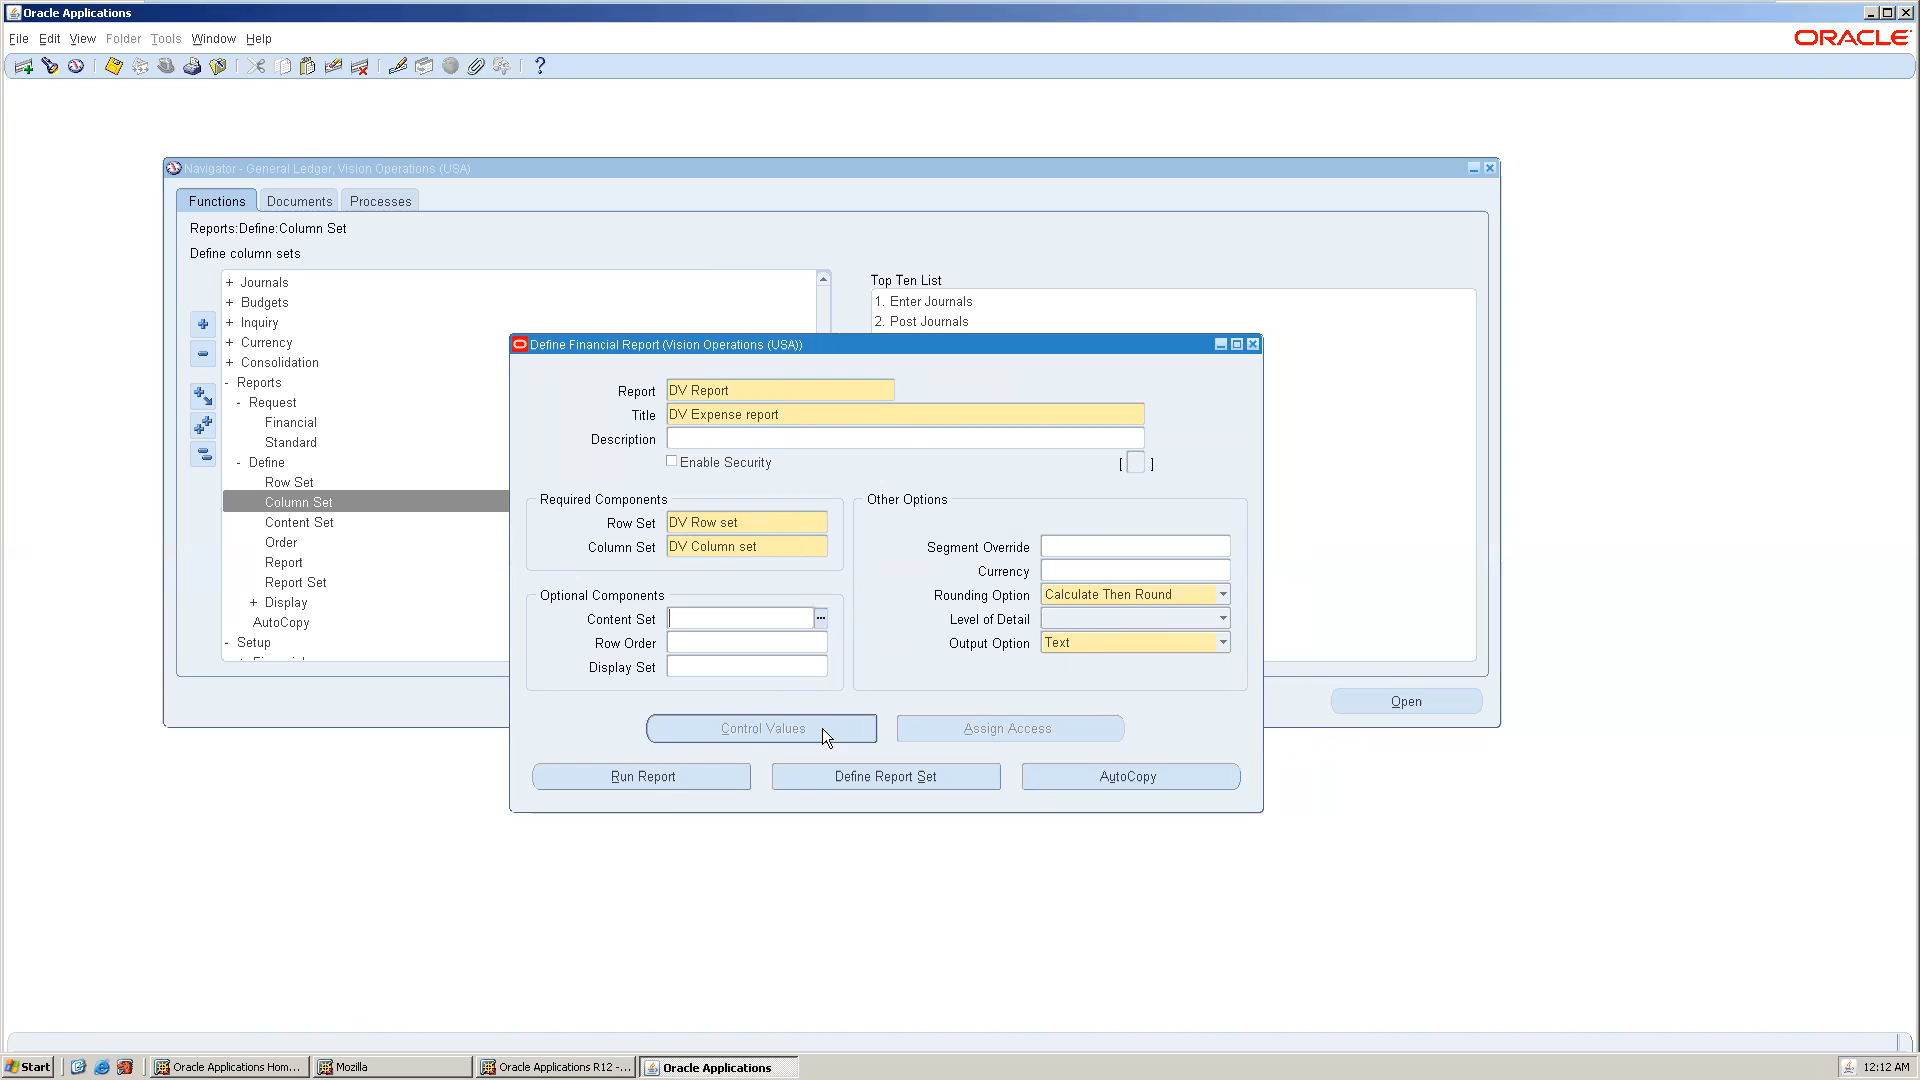 Oracle Applications
File Edit View Folder Tools Window Help
ORACLE
Navigator - General Ledger, Vision Operations (USA)
Functions Documents Processes
Reports:Define:Column Set
Define column sets
+ Journals
+ Budgets
+ Inquiry
+ Currency
+ Consolidation
- Reports
- Request
Financial
Standard
- Define
Row Set
Column Set
Content Set
Order
Report
Report Set
+ Display
AutoCopy
- Setup
Top Ten List
1. Enter Journals
2. Post Journals
Open
Define Financial Report (Vision Operations (USA))
Report DV Report
Title DV Expense report
Description
Enable Security
[ ]
Required Components
Row Set DV Row set
Column Set DV Column set
Optional Components
Content Set
Row Order
Display Set
Other Options
Segment Override
Currency
Rounding Option Calculate Then Round
Level of Detail
Output Option Text
Control Values Assign Access
Run Report Define Report Set AutoCopy
Start Oracle Applications Hom... Mozilla Oracle Applications R12 -... Oracle Applications 12:12 AM